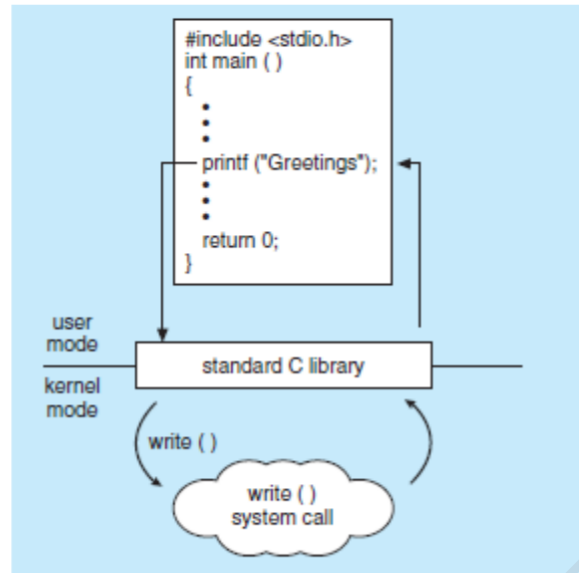 #include <stdio.h>
int main ( )
{
•
•
•
printf ("Greetings");
•
•
•
return 0;
}
user
mode
standard C library
kernel
mode
write ( )
write ( )
system call